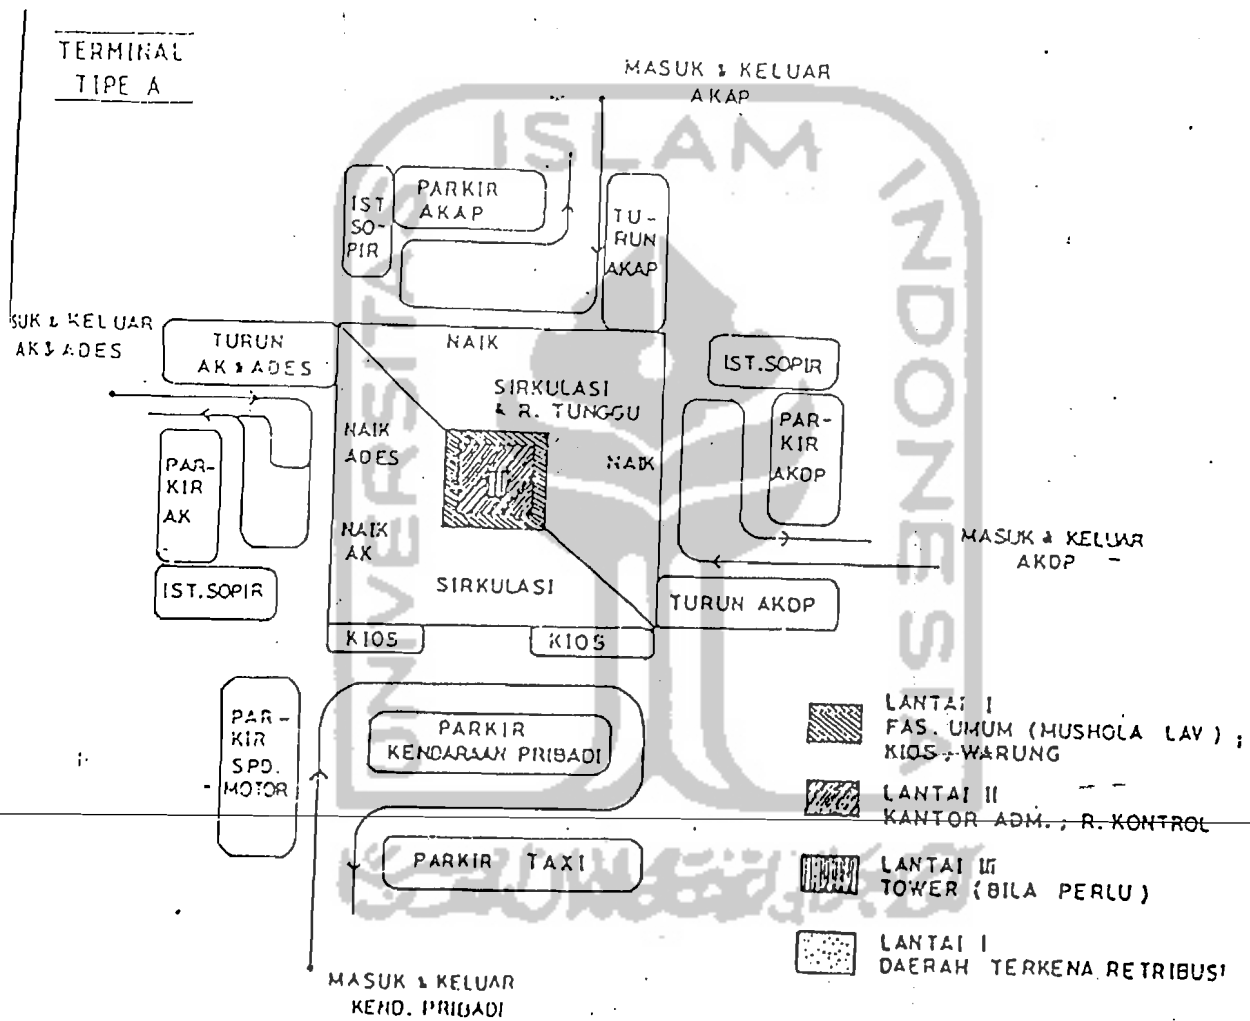 TERMINAL
TIPE A
MASUK & KELUAR
AKAP
ISLAM
UNIVERSITAS
INDONESIA
IST
SO-
PIR
PARKIR
AKAP
TU-
RUN
AKAP
SUK & KELUAR
AK & ADES
TURUN
AK & ADES
NAIK
SIRKULASI
& R. TUNGGU
IST.SOPIR
NAIK
ADES
NAIK
PAR-
KIR
AKDP
PAR-
KIR
AK
NAIK
AK
MASUK & KELUAR
AKDP
IST.SOPIR
SIRKULASI
TURUN AKDP
KIOS
KIOS
PAR-
KIR
SPD.
MOTOR
PARKIR
KENDARAAN PRIBADI
PARKIR TAXI
MASUK & KELUAR
KEND. PRIBADI
LANTAI I
FAS. UMUM (MUSHOLA LAV) ;
KIOS ; WARUNG
LANTAI II
KANTOR ADM. ; R. KONTROL
LANTAI III
TOWER (BILA PERLU)
LANTAI I
DAERAH TERKENA RETRIBUSI